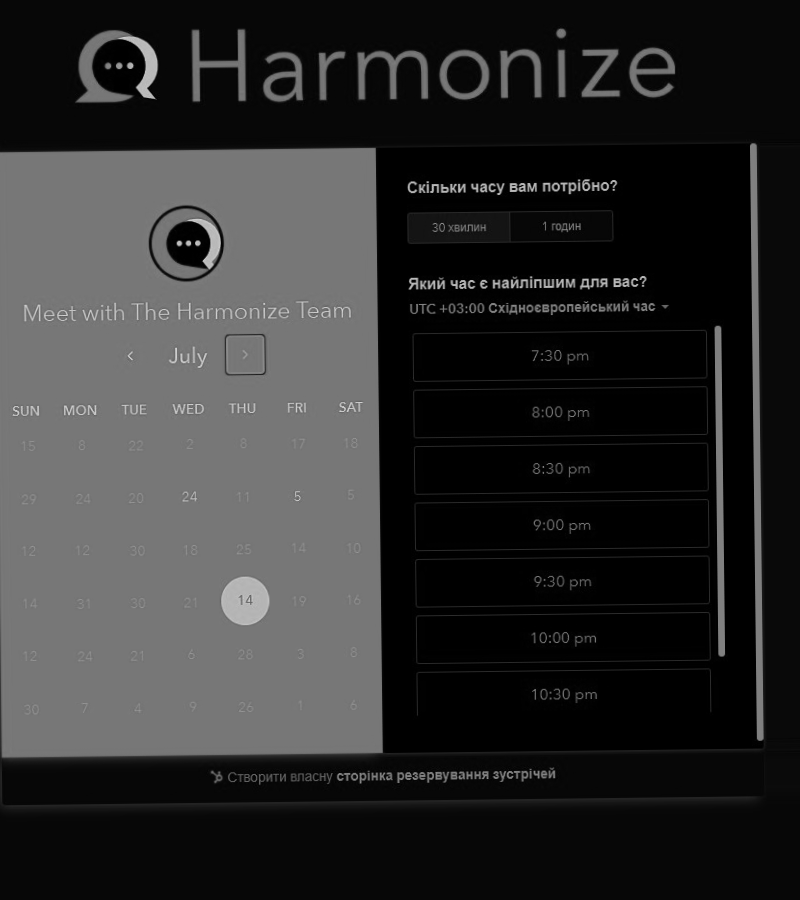 Harmonize
Meet with The Harmonize Team
July
SUN MON TUE WED THU FRI SAT
15 8 22 2 8 17 18
29 24 20 24 11 5 5
12 12 30 18 25 14 10
14 31 30 21 14 19 16
12 24 21 6 28 3 8
30 7 4 9 26 1 6
Скільки часу вам потрібно?
30 хвилин 1 годин
Який час є найліпшим для вас?
UTC +03:00 Східноєвропейський час
7:30 pm
8:00 pm
8:30 pm
9:00 pm
9:30 pm
10:00 pm
10:30 pm
Створити власну сторінка резервування зустрічей